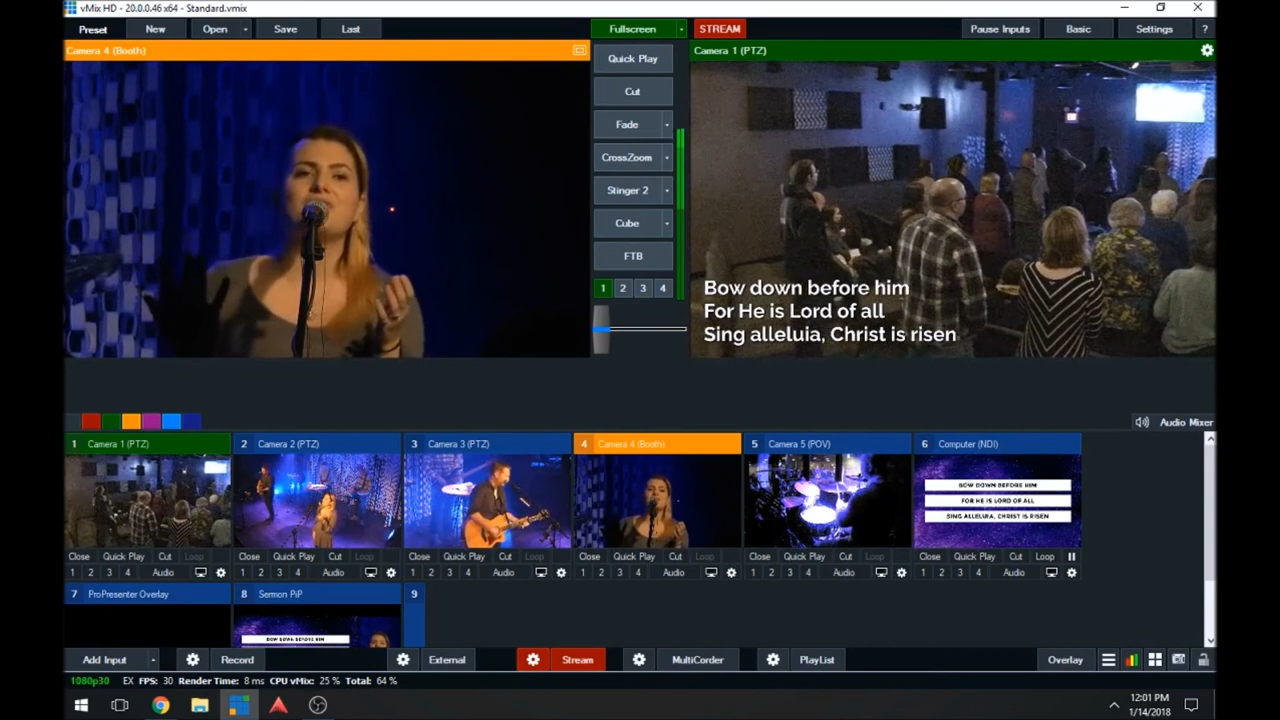 vMix HD - 20.0.0.46 x64 - Standard.vmix
Preset New Open Save Last Fullscreen STREAM Pause Inputs Basic Settings ?
Camera 4 (Booth)
Camera 1 (PTZ)
Quick Play
Cut
Fade
CrossZoom
Stinger 2
Cube
FTB
1 2 3 4
Bow down before him
For He is Lord of all
Sing alleluia, Christ is risen
Audio Mixer
1 Camera 1 (PTZ) 2 Camera 2 (PTZ) 3 Camera 3 (PTZ) 4 Camera 4 (Booth) 5 Camera 5 (POV) 6 Computer (NDI)
BOW DOWN BEFORE HIM
FOR HE IS LORD OF ALL
SING ALLELUIA, CHRIST IS RISEN
Close Quick Play Cut Loop Close Quick Play Cut Loop Close Quick Play Cut Loop Close Quick Play Cut Loop Close Quick Play Cut Loop Close Quick Play Cut Loop
1 2 3 4 Audio 1 2 3 4 Audio 1 2 3 4 Audio 1 2 3 4 Audio 1 2 3 4 Audio 1 2 3 4 Audio
7 ProPresenter Overlay 8 Sermon PiP 9
BOW DOWN BEFORE HIM
Add Input Record External Stream MultiCorder PlayList Overlay
1080p30 EX FPS: 30 Render Time: 8 ms CPU vMix: 25 % Total: 64 %
12:01 PM
1/14/2018